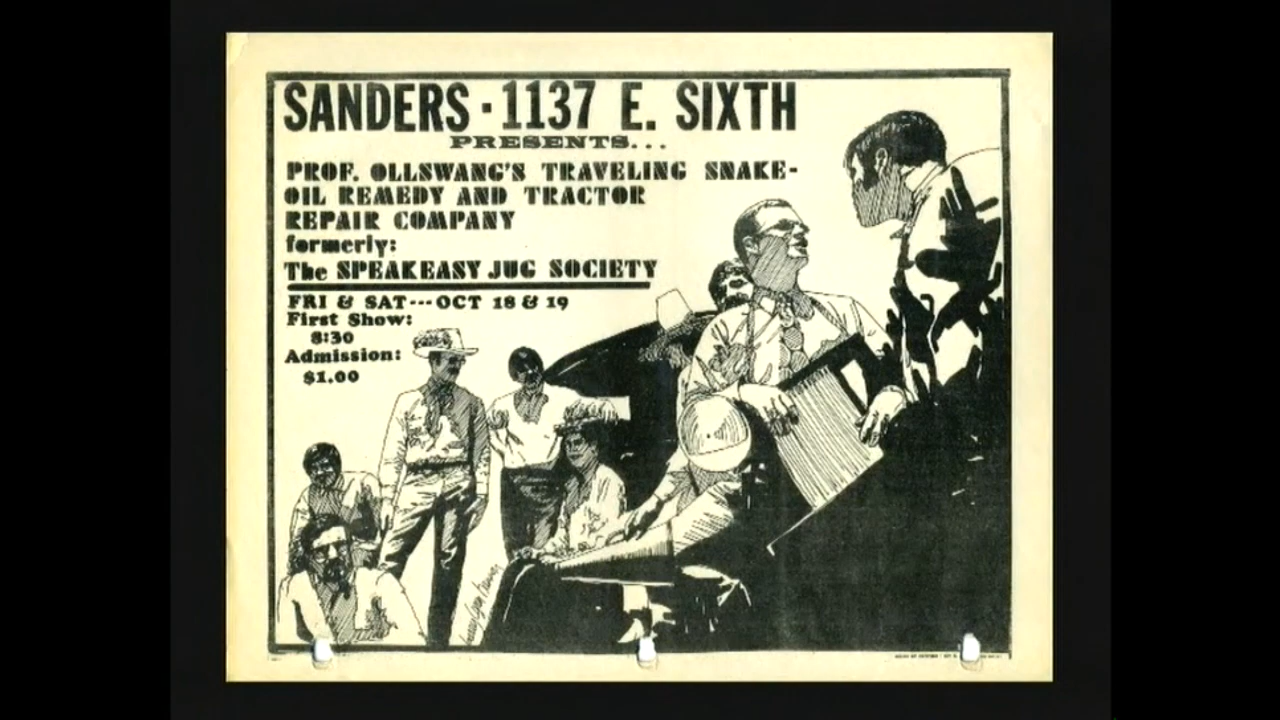 SANDERS - 1137 E. SIXTH
PRESENTS...
PROF. OLLSWANG'S TRAVELING SNAKE-
OIL REMEDY AND TRACTOR
REPAIR COMPANY
formerly:
The SPEAKEASY JUG SOCIETY
FRI & SAT---OCT 18 & 19
First Show:
8:30
Admission:
$1.00